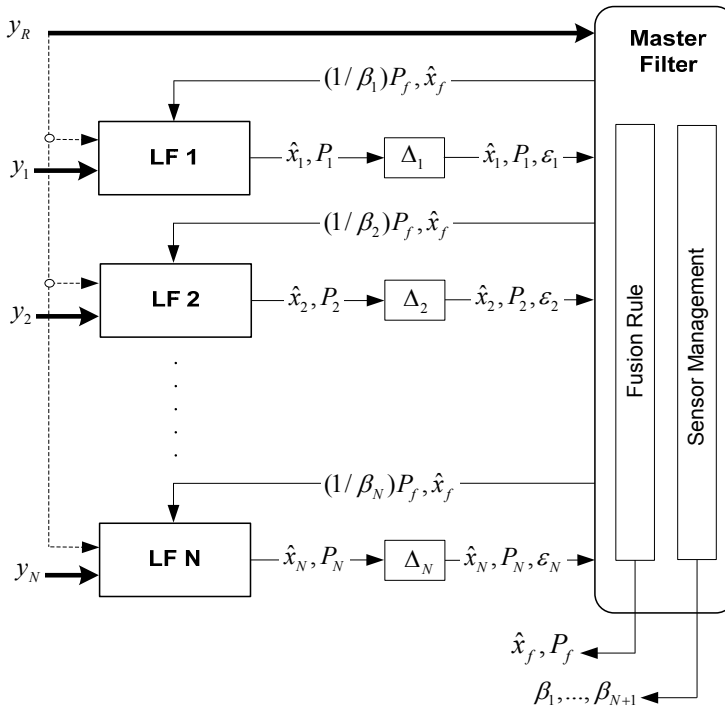 y_R
Master
Filter
(1/β_1)P_f, x̂_f
y_1
LF 1
x̂_1, P_1
Δ_1
x̂_1, P_1, ε_1
(1/β_2)P_f, x̂_f
y_2
LF 2
x̂_2, P_2
Δ_2
x̂_2, P_2, ε_2
Fusion Rule
Sensor Management
(1/β_N)P_f, x̂_f
y_N
LF N
x̂_N, P_N
Δ_N
x̂_N, P_N, ε_N
x̂_f, P_f
β_1,..., β_{N+1}